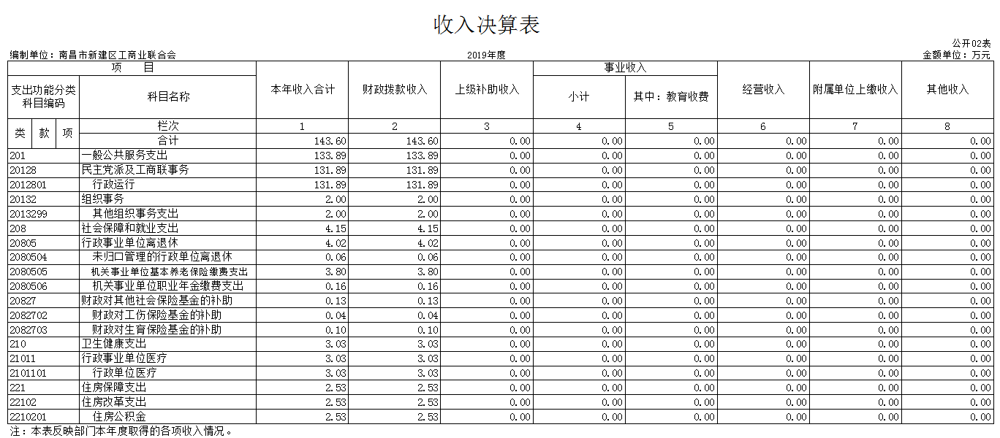 收入决算表
公开02表
编制单位：南昌市新建区工商业联合会 2019年度 金额单位：万元
项 目 本年收入合计 财政拨款收入 上级补助收入 事业收入 经营收入 附属单位上缴收入 其他收入
支出功能分类科目编码 科目名称 小计 其中：教育收费
类 款 项 栏次 1 2 3 4 5 6 7 8
合计 143.60 143.60 0.00 0.00 0.00 0.00 0.00 0.00
201 一般公共服务支出 133.89 133.89 0.00 0.00 0.00 0.00 0.00 0.00
20128 民主党派及工商联事务 131.89 131.89 0.00 0.00 0.00 0.00 0.00 0.00
2012801 行政运行 131.89 131.89 0.00 0.00 0.00 0.00 0.00 0.00
20132 组织事务 2.00 2.00 0.00 0.00 0.00 0.00 0.00 0.00
2013299 其他组织事务支出 2.00 2.00 0.00 0.00 0.00 0.00 0.00 0.00
208 社会保障和就业支出 4.15 4.15 0.00 0.00 0.00 0.00 0.00 0.00
20805 行政事业单位离退休 4.02 4.02 0.00 0.00 0.00 0.00 0.00 0.00
2080504 未归口管理的行政单位离退休 0.06 0.06 0.00 0.00 0.00 0.00 0.00 0.00
2080505 机关事业单位基本养老保险缴费支出 3.80 3.80 0.00 0.00 0.00 0.00 0.00 0.00
2080506 机关事业单位职业年金缴费支出 0.16 0.16 0.00 0.00 0.00 0.00 0.00 0.00
20827 财政对其他社会保险基金的补助 0.13 0.13 0.00 0.00 0.00 0.00 0.00 0.00
2082702 财政对工伤保险基金的补助 0.04 0.04 0.00 0.00 0.00 0.00 0.00 0.00
2082703 财政对生育保险基金的补助 0.10 0.10 0.00 0.00 0.00 0.00 0.00 0.00
210 卫生健康支出 3.03 3.03 0.00 0.00 0.00 0.00 0.00 0.00
21011 行政事业单位医疗 3.03 3.03 0.00 0.00 0.00 0.00 0.00 0.00
2101101 行政单位医疗 3.03 3.03 0.00 0.00 0.00 0.00 0.00 0.00
221 住房保障支出 2.53 2.53 0.00 0.00 0.00 0.00 0.00 0.00
22102 住房改革支出 2.53 2.53 0.00 0.00 0.00 0.00 0.00 0.00
2210201 住房公积金 2.53 2.53 0.00 0.00 0.00 0.00 0.00 0.00
注：本表反映部门本年度取得的各项收入情况。